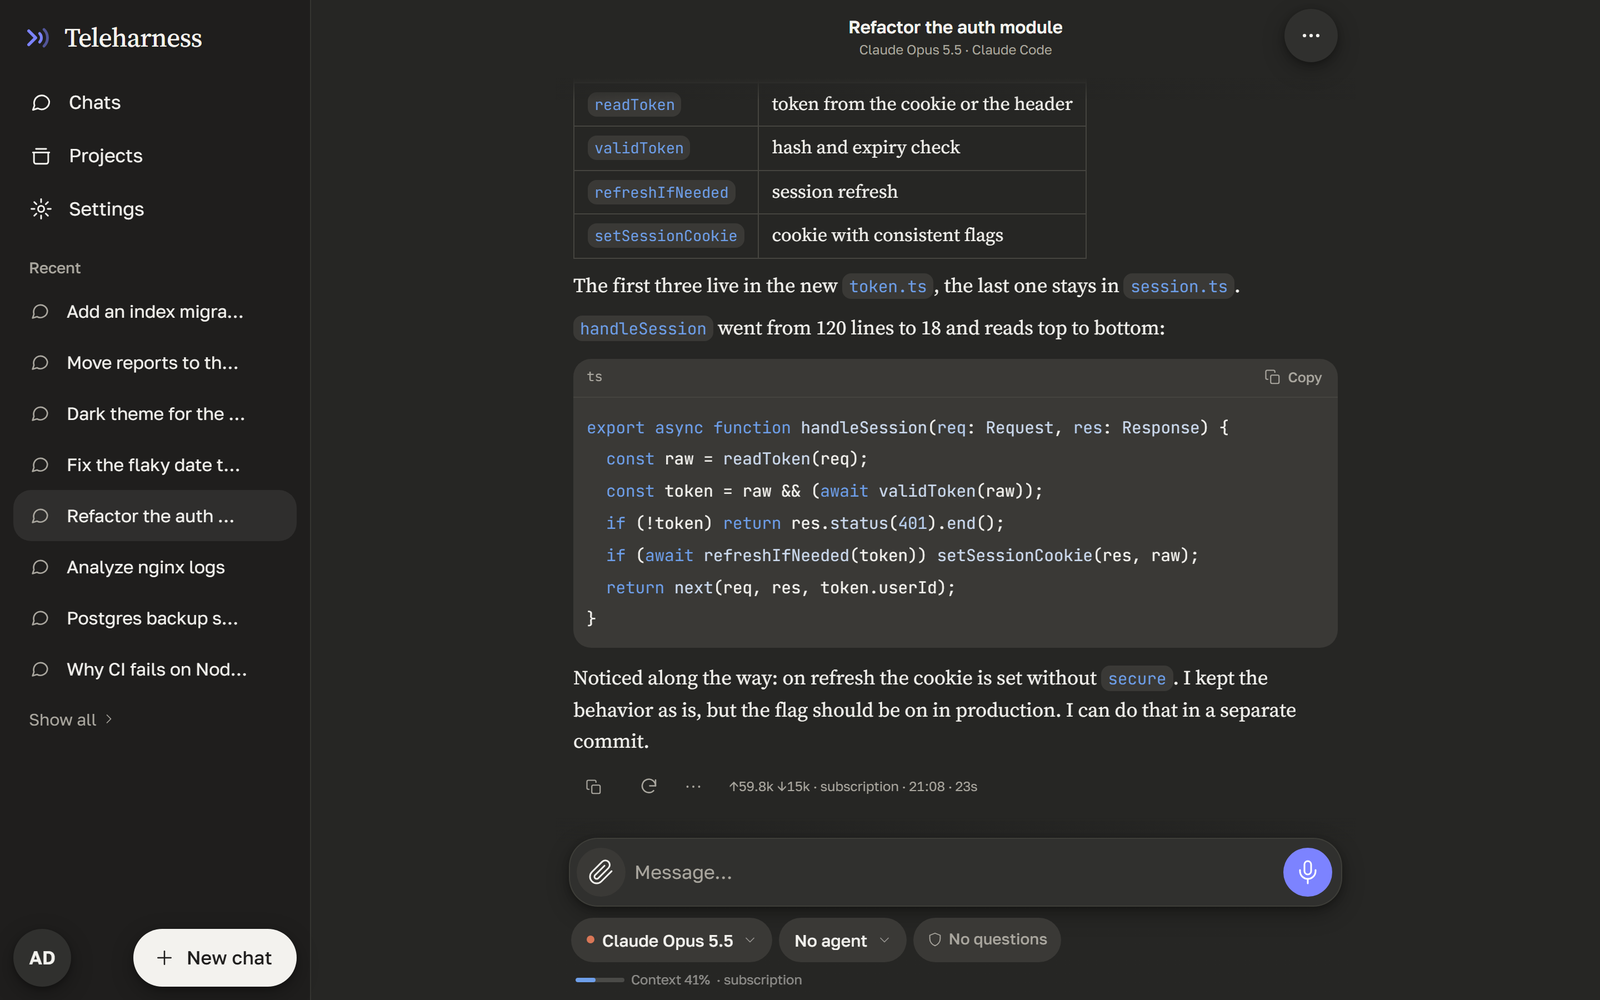 Teleharness
Chats
Projects
Settings
Recent
Add an index migra...
Move reports to th...
Dark theme for the ...
Fix the flaky date t...
Refactor the auth ...
Analyze nginx logs
Postgres backup s...
Why CI fails on Nod...
Show all
AD
New chat
Refactor the auth module
Claude Opus 5.5 · Claude Code
readToken token from the cookie or the header
validToken hash and expiry check
refreshIfNeeded session refresh
setSessionCookie cookie with consistent flags
The first three live in the new token.ts, the last one stays in session.ts.
handleSession went from 120 lines to 18 and reads top to bottom:
ts
Copy
export async function handleSession(req: Request, res: Response) {
  const raw = readToken(req);
  const token = raw && (await validToken(raw));
  if (!token) return res.status(401).end();
  if (await refreshIfNeeded(token)) setSessionCookie(res, raw);
  return next(req, res, token.userId);
}
Noticed along the way: on refresh the cookie is set without secure. I kept the
behavior as is, but the flag should be on in production. I can do that in a separate
commit.
↑59.8k ↓15k · subscription · 21:08 · 23s
Message...
Claude Opus 5.5
No agent
No questions
Context 41% · subscription